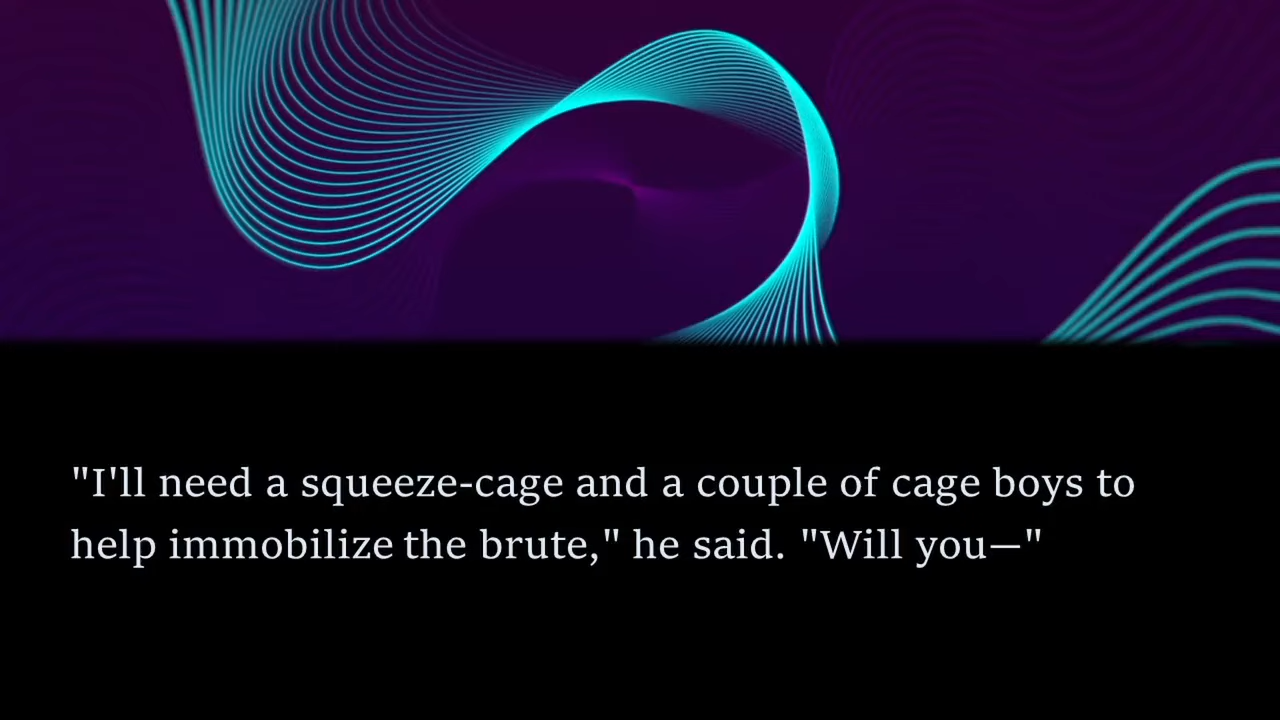 "I'll need a squeeze-cage and a couple of cage boys to
help immobilize the brute," he said. "Will you—"